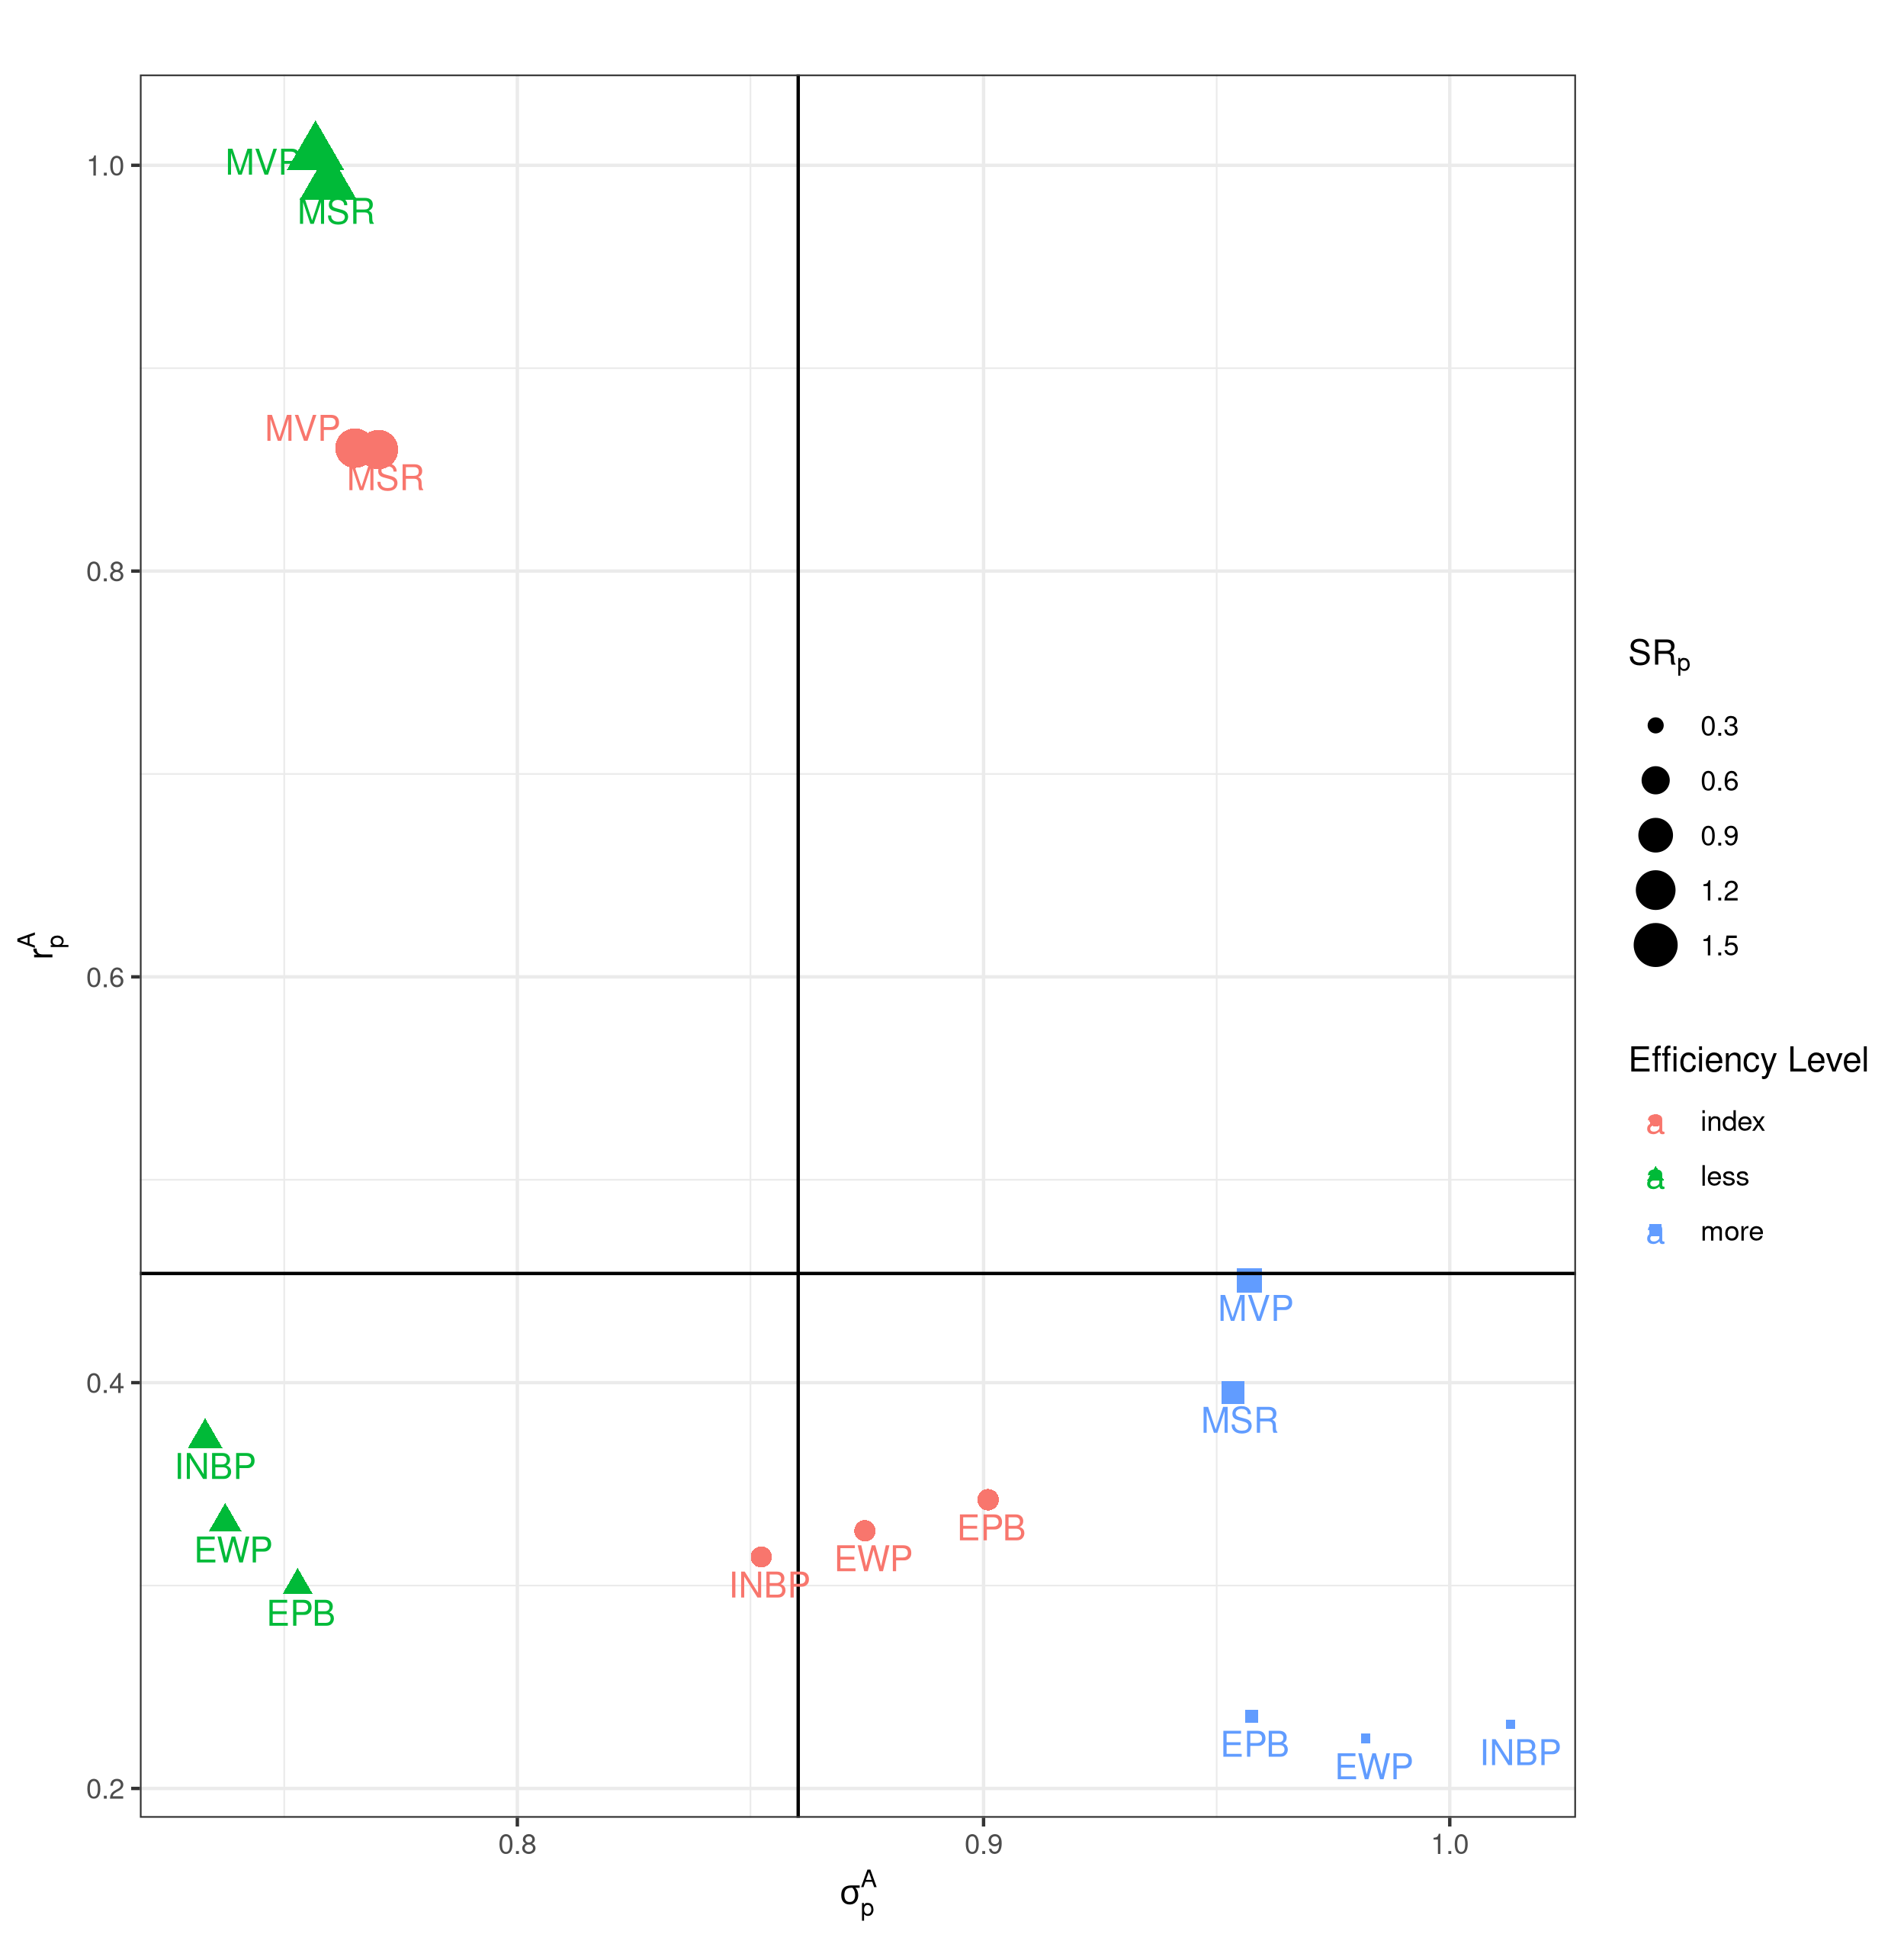 MVP
MSR
MVP
MSR
MVP
MSR
INBP
EWP
EPB
EPB
EWP
INBP
EPB
EWP
INBP
1.0
0.8
0.6
0.4
0.2
0.8
0.9
1.0
σ_p^A
r_p^A
SR_p
0.3
0.6
0.9
1.2
1.5
Efficiency Level
a index
a less
a more